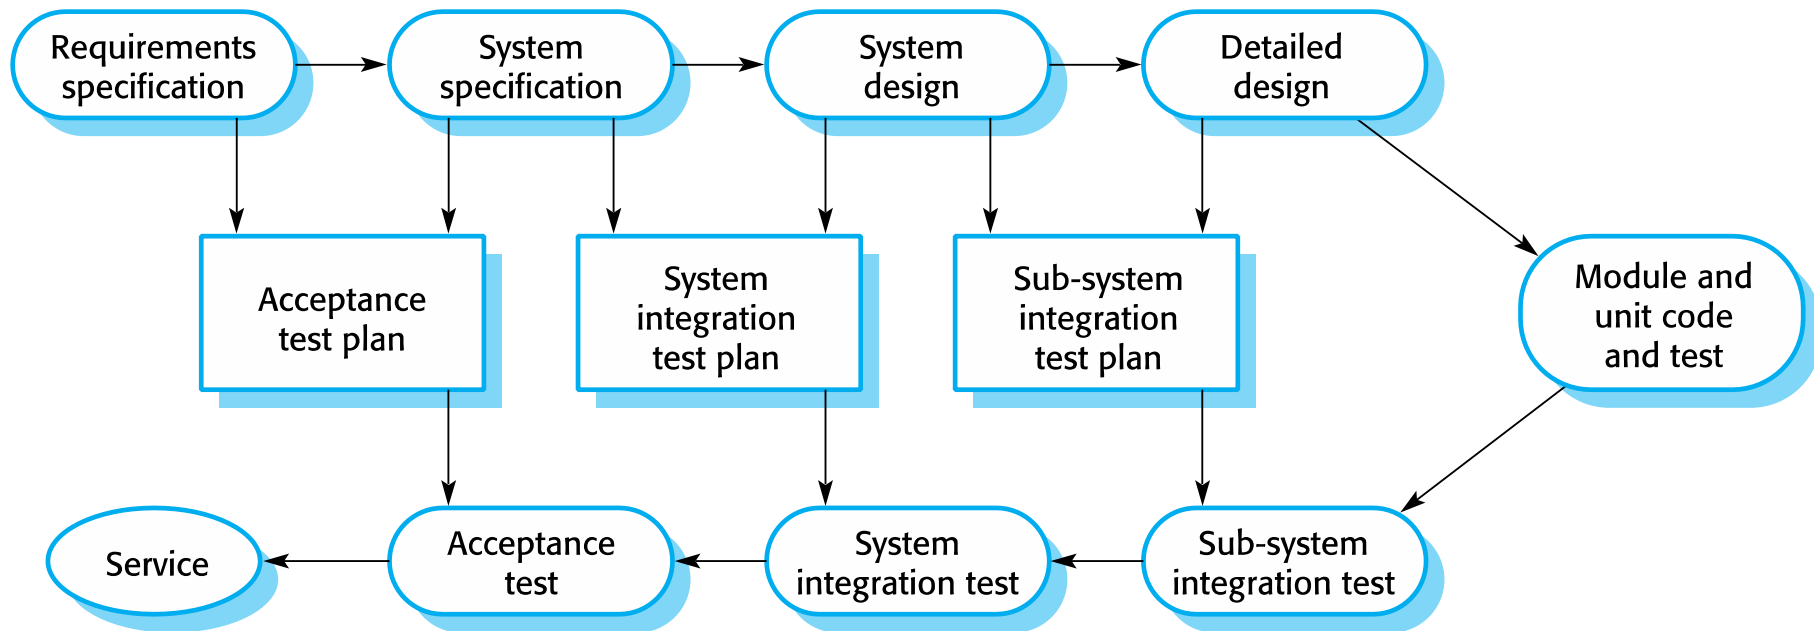 Requirements
specification
System
specification
System
design
Detailed
design
Acceptance
test plan
System
integration
test plan
Sub-system
integration
test plan
Module and
unit code
and test
Service
Acceptance
test
System
integration test
Sub-system
integration test